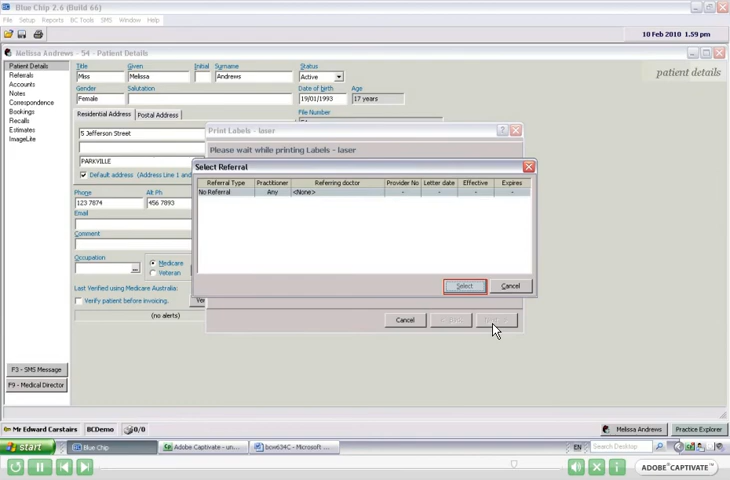 Blue Chip 2.6 (Build 66)
File Setup Reports BC Tools SMS Window Help
10 Feb 2010 1.59 pm
Melissa Andrews - 54 - Patient Details
patient details
Patient Details
Referrals
Accounts
Notes
Correspondence
Bookings
Recalls
Estimates
ImageLite
Title Given Initial Surname Status
Miss Melissa Andrews Active
Gender Salutation Date of birth Age
Female 19/01/1993 17 years
Residential Address Postal Address File Number
5 Jefferson Street
PARKVILLE
Default address (Address Line 1 an
Phone Alt Ph
123 7874 456 7893
Email
Comment
Occupation
Medicare
Veteran
Last Verified using Medicare Australia:
Verify patient before invoicing. Ver
(no alerts)
Print Labels - laser
Please wait while printing Labels - laser
Select Referral
Referral Type Practitioner Referring doctor Provider No Letter date Effective Expires
No Referral Any <None> - - - -
Select Cancel
Cancel
F3 - SMS Message
F9 - Medical Director
Mr Edward Carstairs BCDemo 0/0 Melissa Andrews Practice Explorer
start Blue Chip Adobe Captivate - un... bcw634C - Microsoft ... EN Search Desktop
ADOBE® CAPTIVATE™